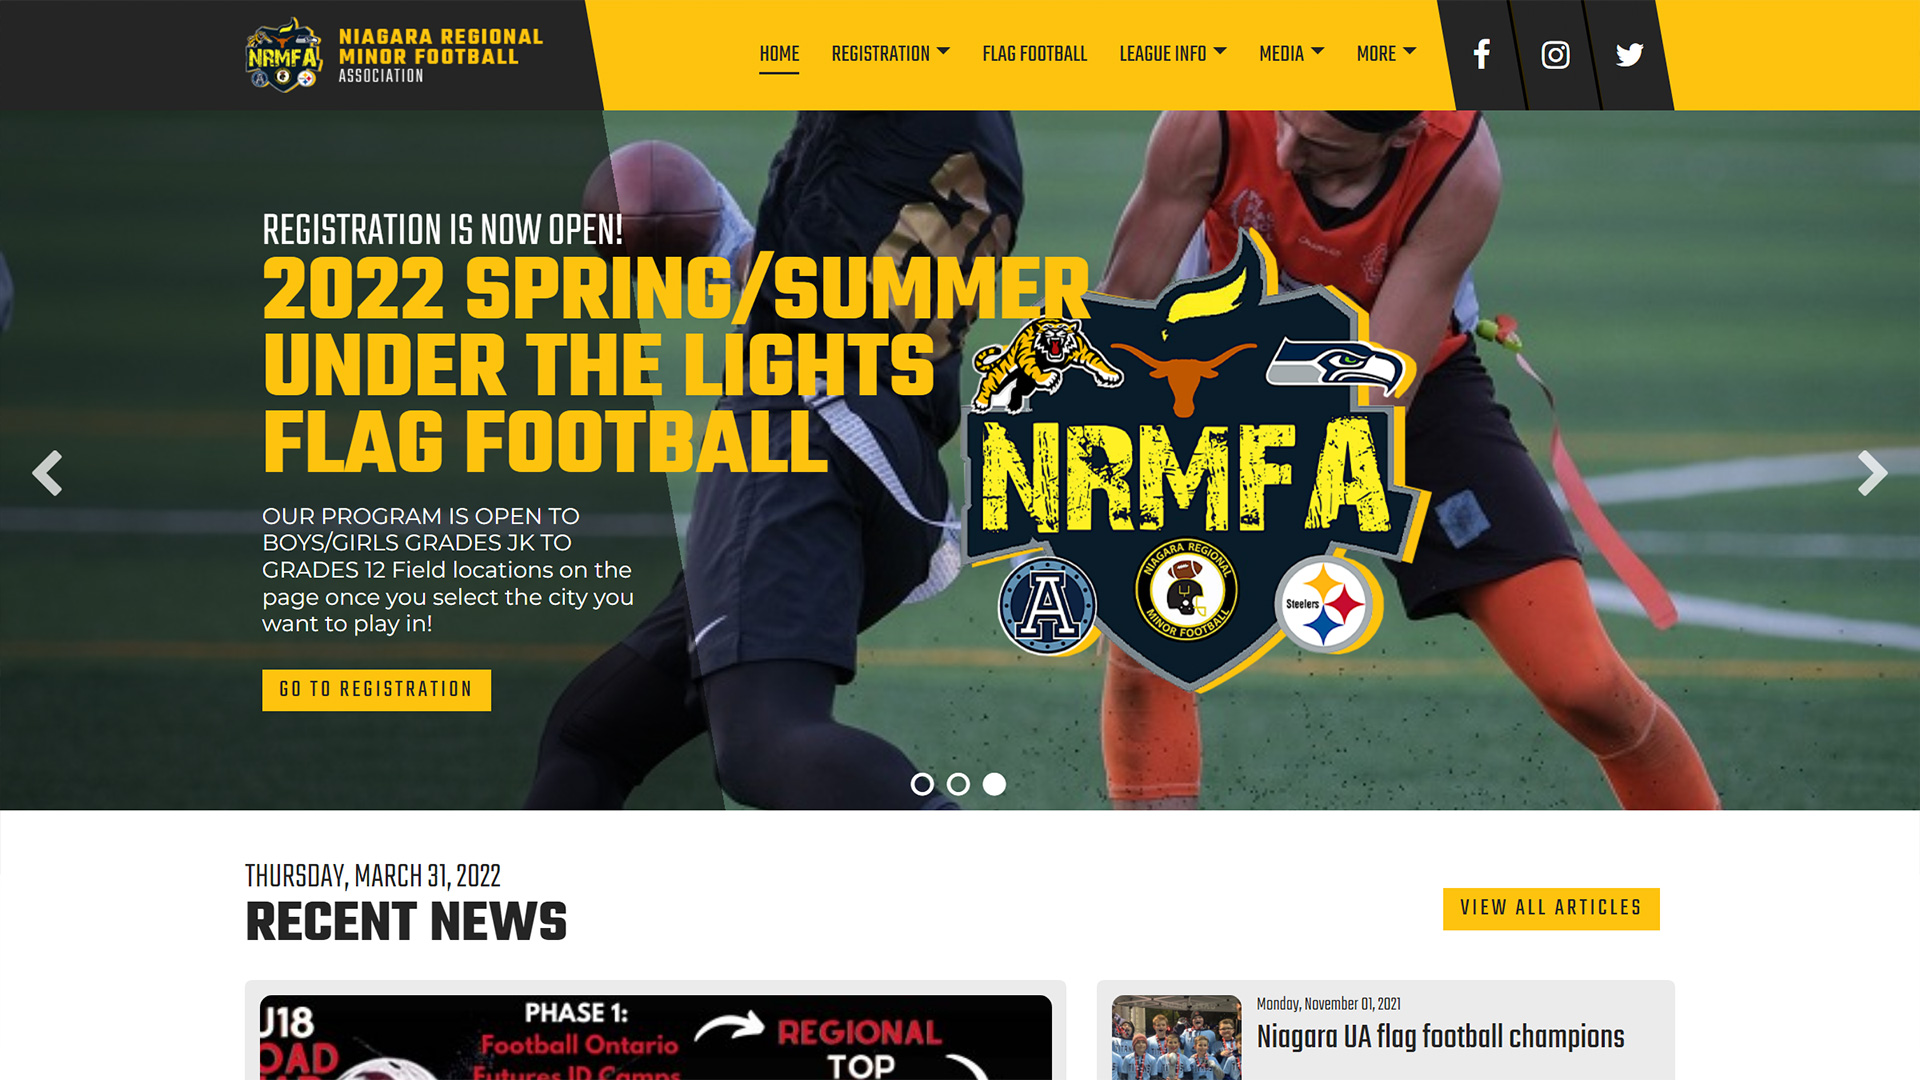 NRMFA
NIAGARA REGIONAL
MINOR FOOTBALL
ASSOCIATION
HOME
REGISTRATION
FLAG FOOTBALL
LEAGUE INFO
MEDIA
MORE
REGISTRATION IS NOW OPEN!
2022 SPRING/SUMMER
UNDER THE LIGHTS
FLAG FOOTBALL
OUR PROGRAM IS OPEN TO
BOYS/GIRLS GRADES JK TO
GRADES 12 Field locations on the
page once you select the city you
want to play in!
GO TO REGISTRATION
NRMFA
A
NIAGARA REGIONAL
MINOR FOOTBALL
Steelers
THURSDAY, MARCH 31, 2022
RECENT NEWS
VIEW ALL ARTICLES
U18
PHASE 1:
Football Ontario
Futures ID Camps
REGIONAL
TOP
Monday, November 01, 2021
Niagara UA flag football champions